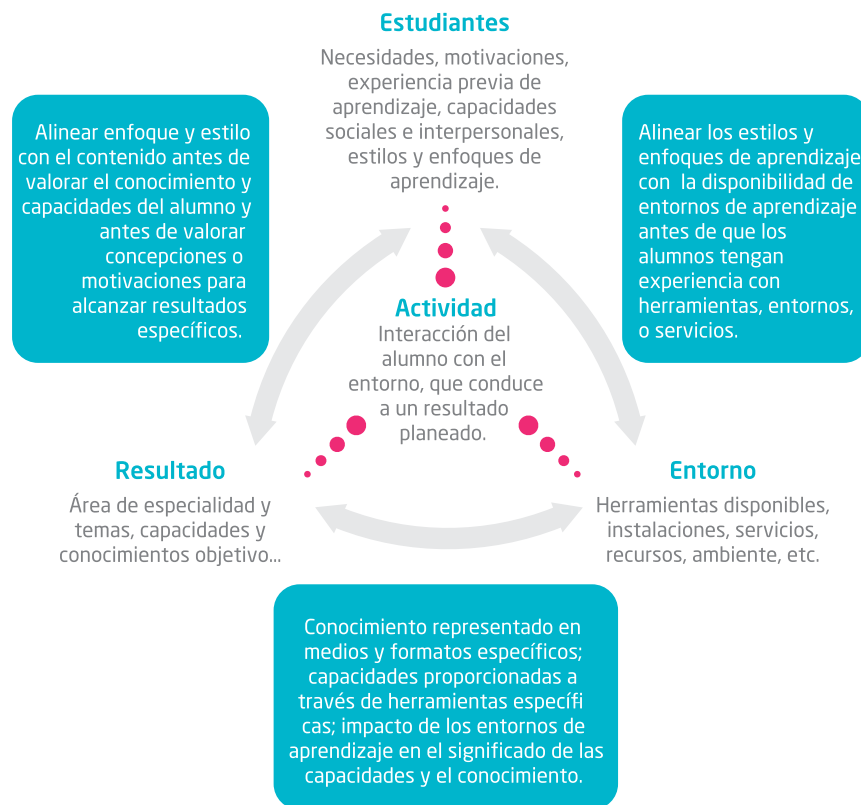 Estudiantes
Necesidades, motivaciones,
experiencia previa de
aprendizaje, capacidades
sociales e interpersonales,
estilos y enfoques de
aprendizaje.
Alinear enfoque y estilo
con el contenido antes de
valorar el conocimiento y
capacidades del alumno y
antes de valorar
concepciones o
motivaciones para
alcanzar resultados
específicos.
Alinear los estilos y
enfoques de aprendizaje
con la disponibilidad de
entornos de aprendizaje
antes de que los
alumnos tengan
experiencia con
herramientas, entornos,
o servicios.
Actividad
Interacción del
alumno con el
entorno, que conduce
a un resultado
planeado.
Resultado
Área de especialidad y
temas, capacidades y
conocimientos objetivo...
Entorno
Herramientas disponibles,
instalaciones, servicios,
recursos, ambiente, etc.
Conocimiento representado en
medios y formatos específicos;
capacidades proporcionadas a
través de herramientas específi
cas; impacto de los entornos de
aprendizaje en el significado de las
capacidades y el conocimiento.